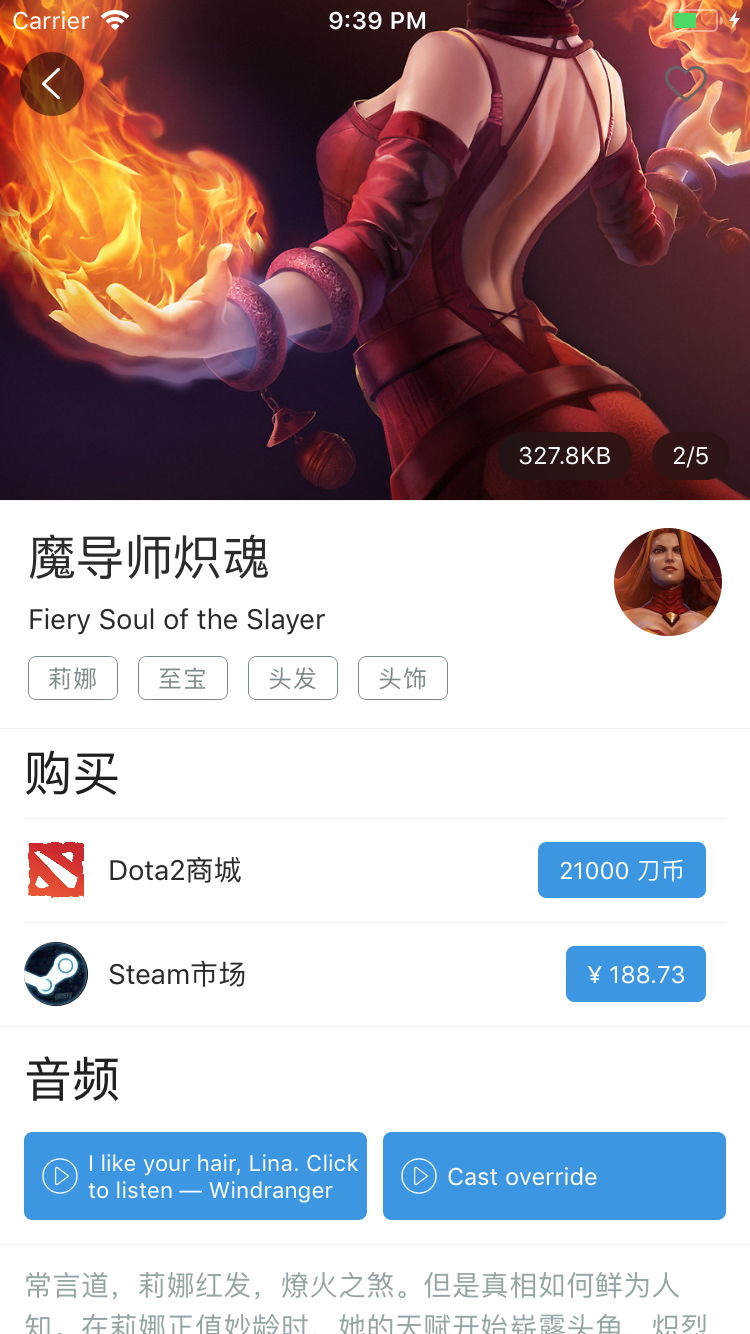 Carrier 9:39 PM
327.8KB 2/5
魔导师炽魂
Fiery Soul of the Slayer
莉娜 至宝 头发 头饰
购买
Dota2商城 21000 刀币
Steam市场 ¥ 188.73
音频
I like your hair, Lina. Click
to listen — Windranger
Cast override
常言道，莉娜红发，燎火之煞。但是真相如何鲜为人
知。在莉娜正值妙龄时，她的天赋开始崭露头角，炽烈